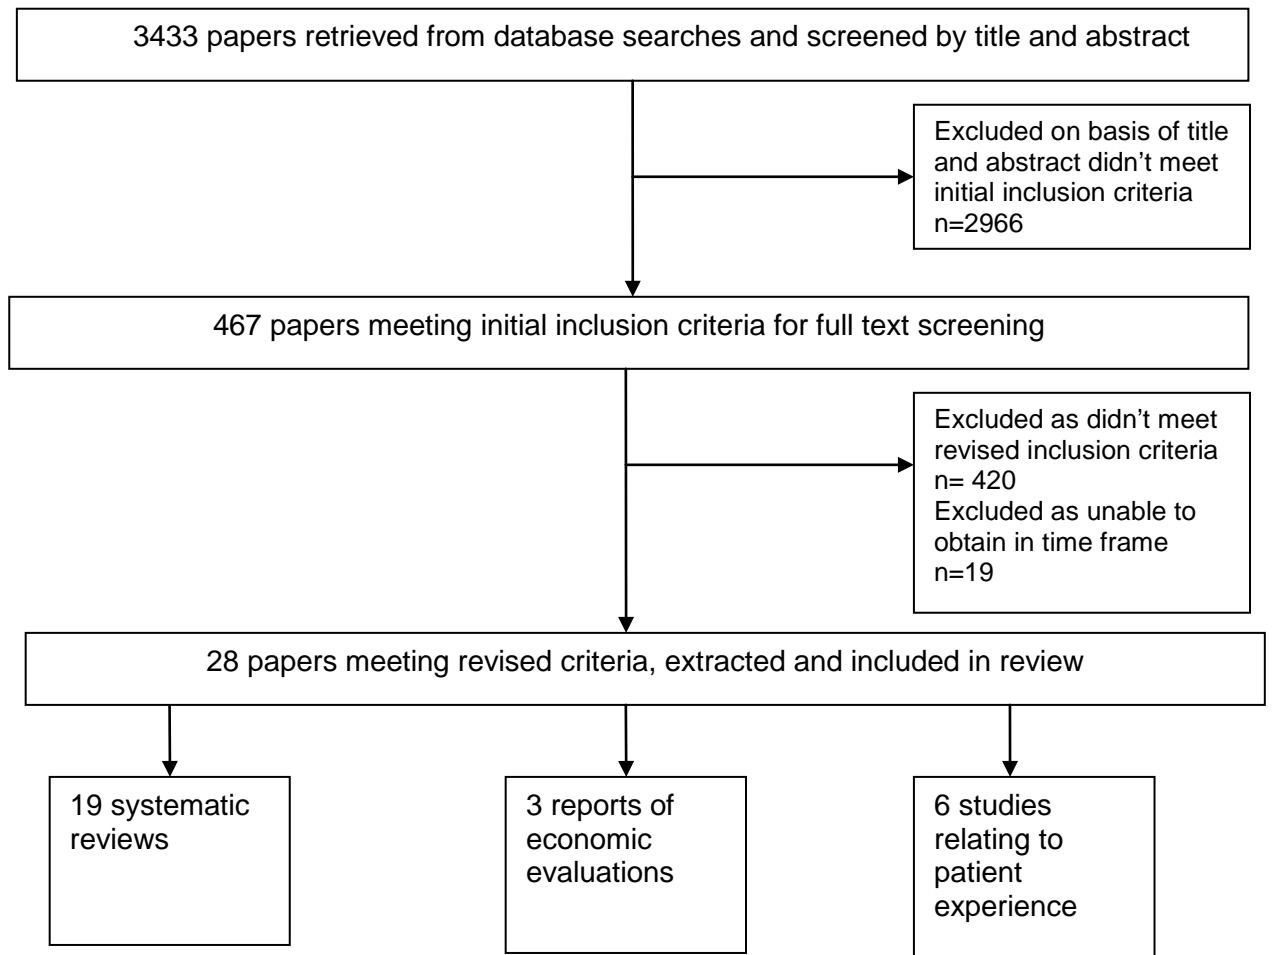 3433 papers retrieved from database searches and screened by title and abstract
Excluded on basis of title
and abstract didn’t meet
initial inclusion criteria
n=2966
467 papers meeting initial inclusion criteria for full text screening
Excluded as didn’t meet
revised inclusion criteria
n= 420
Excluded as unable to
obtain in time frame
n=19
28 papers meeting revised criteria, extracted and included in review
19 systematic
reviews
3 reports of
economic
evaluations
6 studies
relating to
patient
experience